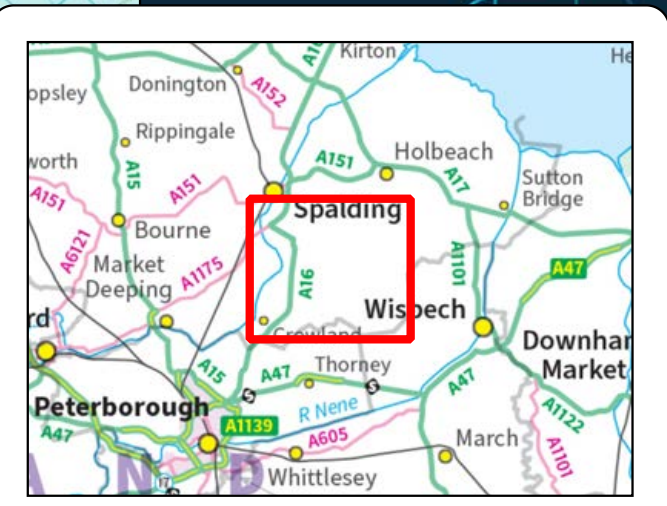 Kirton
He
A16
Donington
opsley
A152
Rippingale
worth
A15
A151
Holbeach
A17
A151
A151
Sutton
Bridge
Spalding
Bourne
A6121
Market
Deeping
A1175
A16
A1101
A47
Wisbech
rd
Crowland
Downhar
Market
A15
A47
Thorney
S
S
A47
Peterborough
A1139
R Nene
A1122
A47
A605
March
A1101
A N D
17
Whittlesey